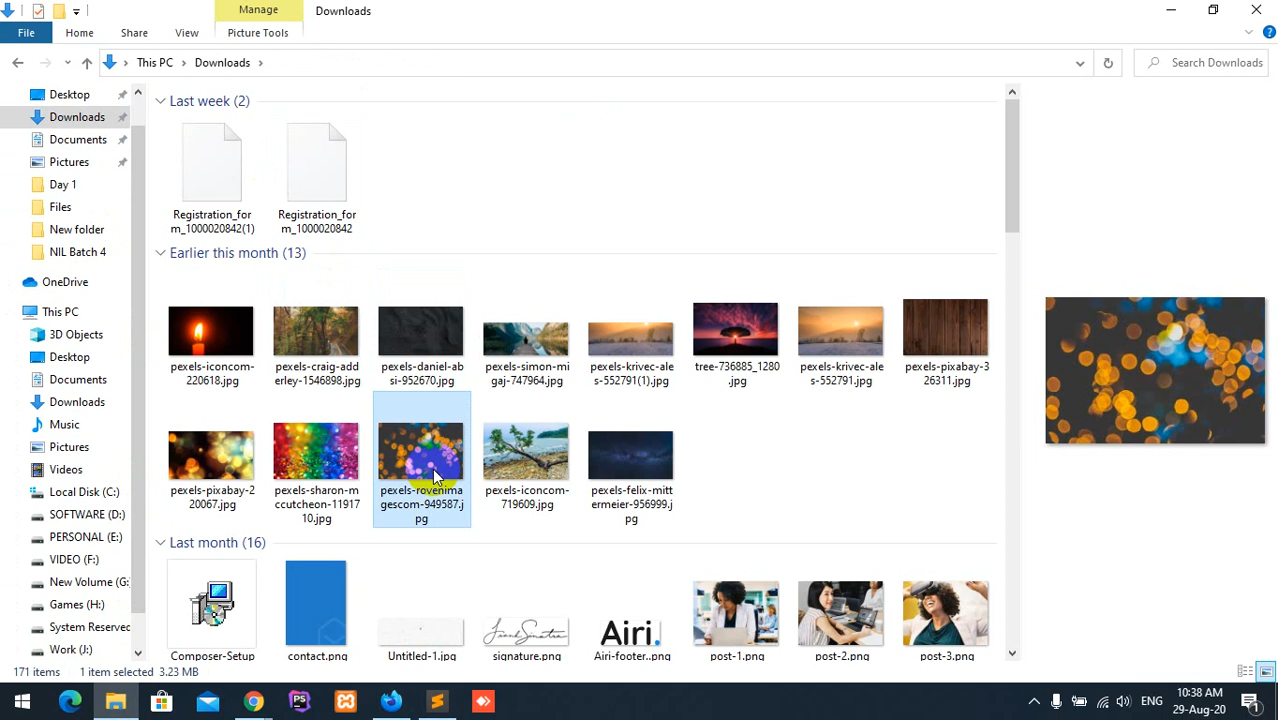 Manage
Downloads
File
Home
Share
View
Picture Tools
This PC
Downloads
Search Downloads
Desktop
Downloads
Documents
Pictures
Day 1
Files
New folder
NIL Batch 4
OneDrive
This PC
3D Objects
Desktop
Documents
Downloads
Music
Pictures
Videos
Local Disk (C:)
SOFTWARE (D:)
PERSONAL (E:)
VIDEO (F:)
New Volume (G:
Games (H:)
System Reserved
Work (J:)
Last week (2)
Registration_for
m_1000020842(1)
Registration_for
m_1000020842
Earlier this month (13)
pexels-iconcom-
220618.jpg
pexels-craig-add
erley-1546898.jpg
pexels-daniel-ab
si-952670.jpg
pexels-simon-mi
gaj-747964.jpg
pexels-krivec-ale
s-552791(1).jpg
tree-736885_1280
.jpg
pexels-krivec-ale
s-552791.jpg
pexels-pixabay-3
26311.jpg
pexels-pixabay-2
20067.jpg
pexels-sharon-m
ccutcheon-11917
10.jpg
pexels-rovenima
gescom-949587.j
pg
pexels-iconcom-
719609.jpg
pexels-felix-mitt
ermeier-956999.j
pg
Last month (16)
Composer-Setup
contact.png
Untitled-1.jpg
Frank Sinatra
signature.png
Airi.
Airi-footer..png
post-1.png
post-2.png
post-3.png
171 items
1 item selected 3.23 MB
PS
ENG
10:38 AM
29-Aug-20
1